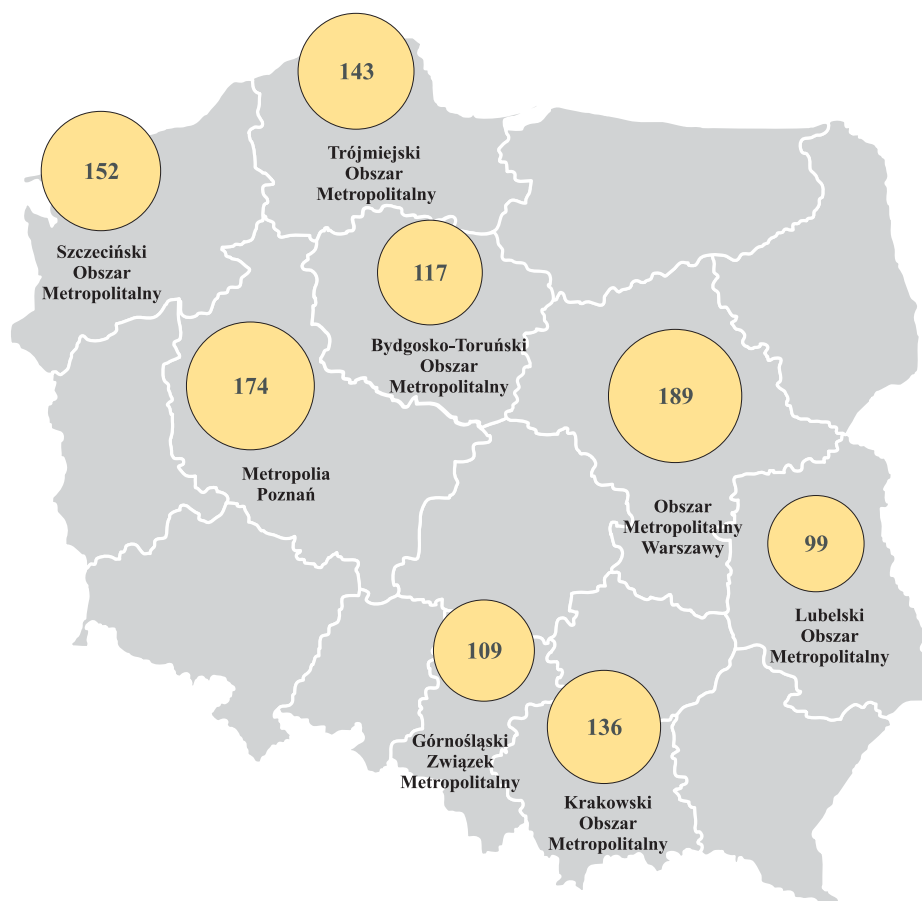 143
Trójmiejski
Obszar
Metropolitalny
152
Szczeciński
Obszar
Metropolitalny
117
Bydgosko-Toruński
Obszar
Metropolitalny
174
Metropolia
Poznań
189
Obszar
Metropolitalny
Warszawy
99
Lubelski
Obszar
Metropolitalny
109
Górnośląski
Związek
Metropolitalny
136
Krakowski
Obszar
Metropolitalny